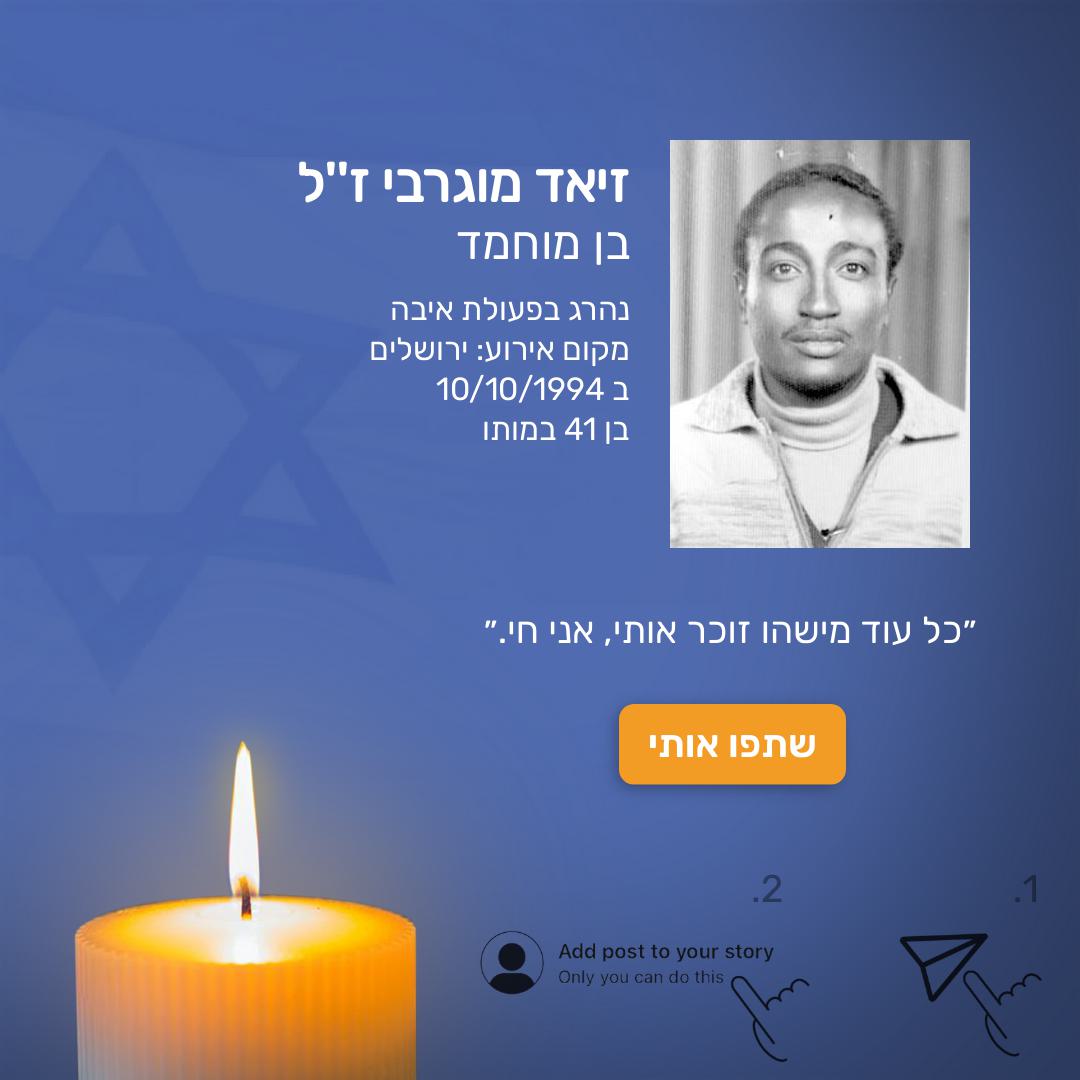 זיאד מוגרבי ז"ל
בן מוחמד
נהרג בפעולת איבה
מקום אירוע: ירושלים
ב 10/10/1994
בן 41 במותו
״כל עוד מישהו זוכר אותי, אני חי.״
שתפו אותי
.1
.2
Add post to your story
Only you can do this